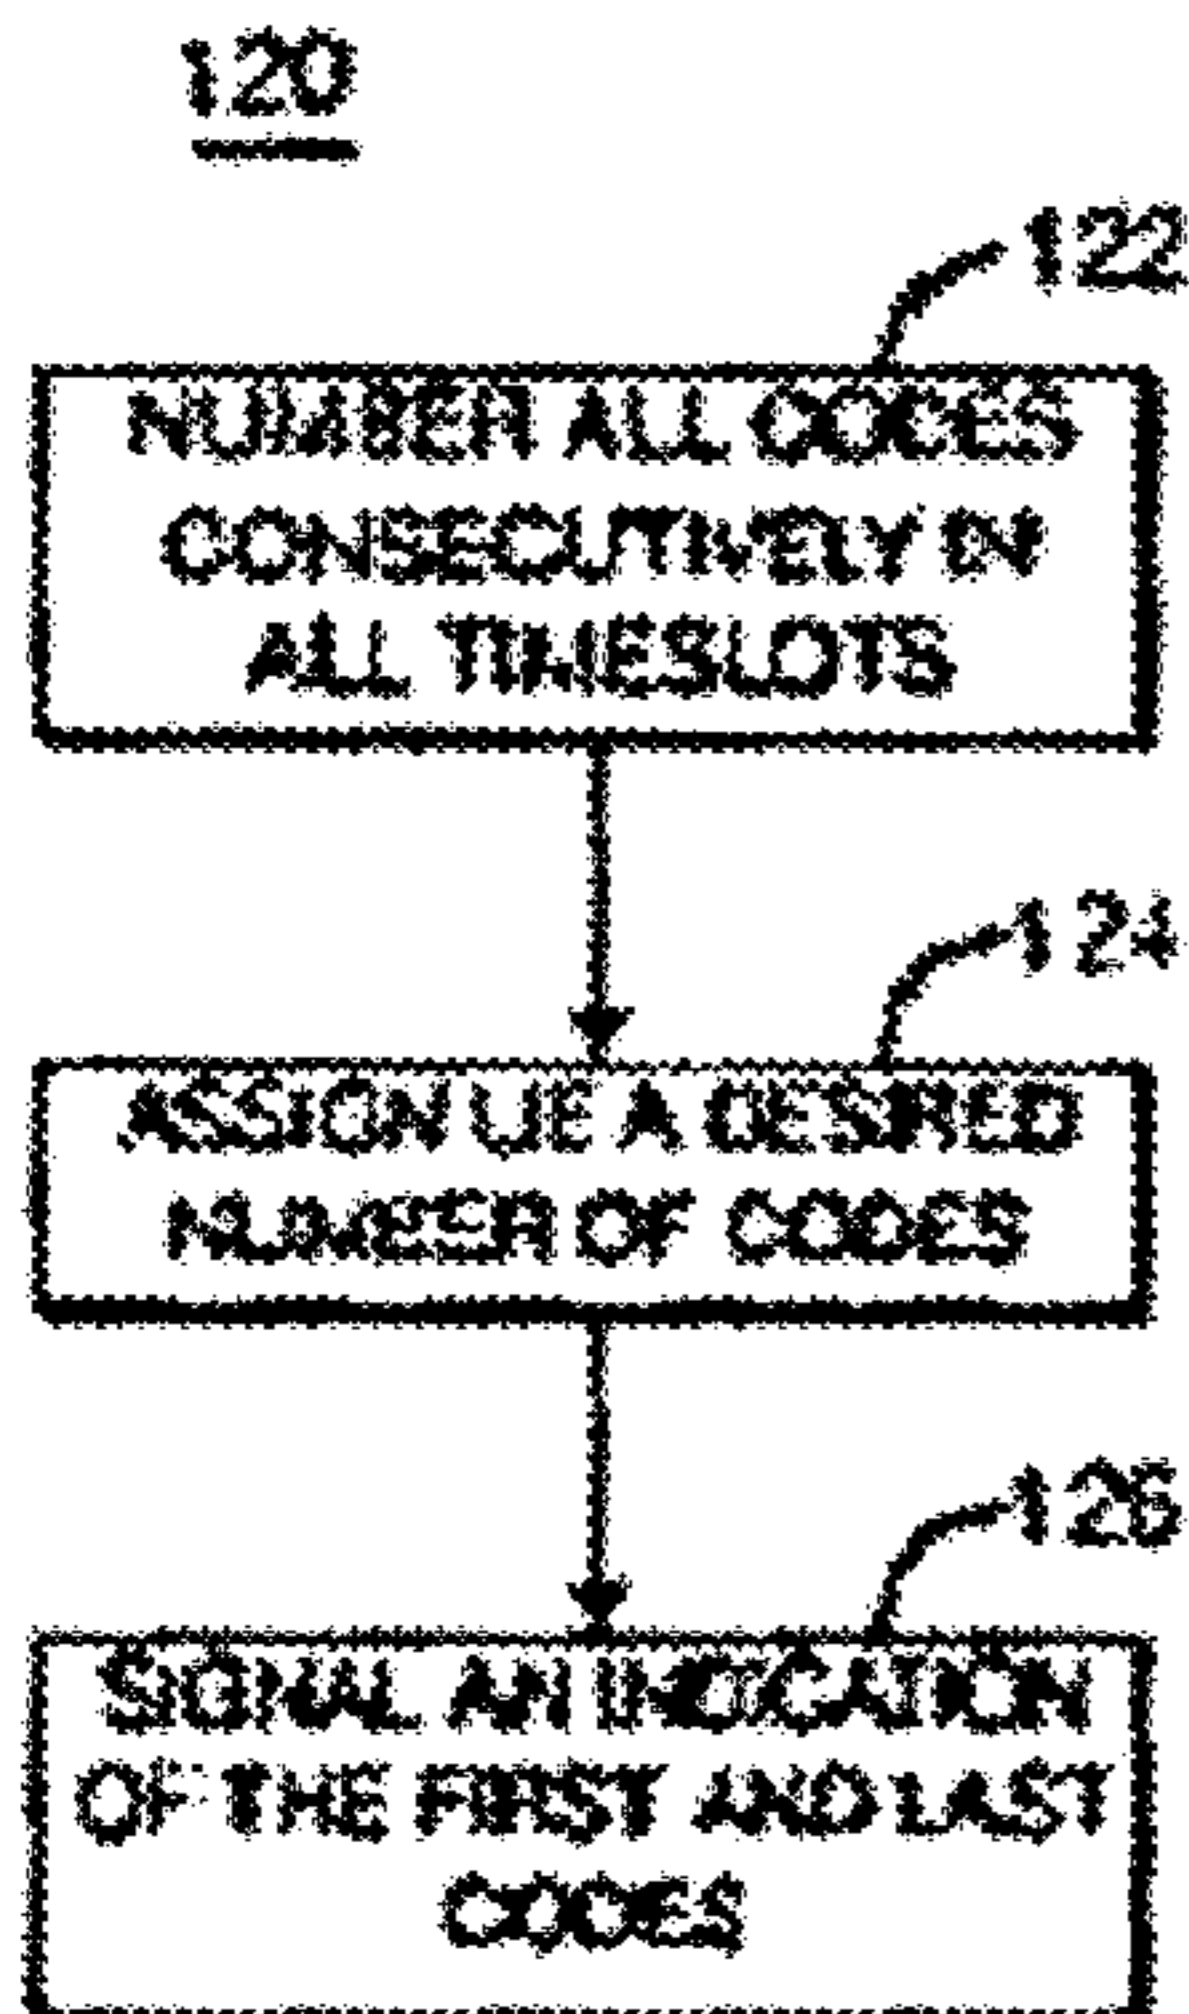 120
122
NUMBER ALL CODES
CONSECUTIVELY IN
ALL TIMESLOTS
124
ASSIGN UE A DESIRED
NUMBER OF CODES
126
SIGNAL AN INDICATION
OF THE FIRST AND LAST
CODES